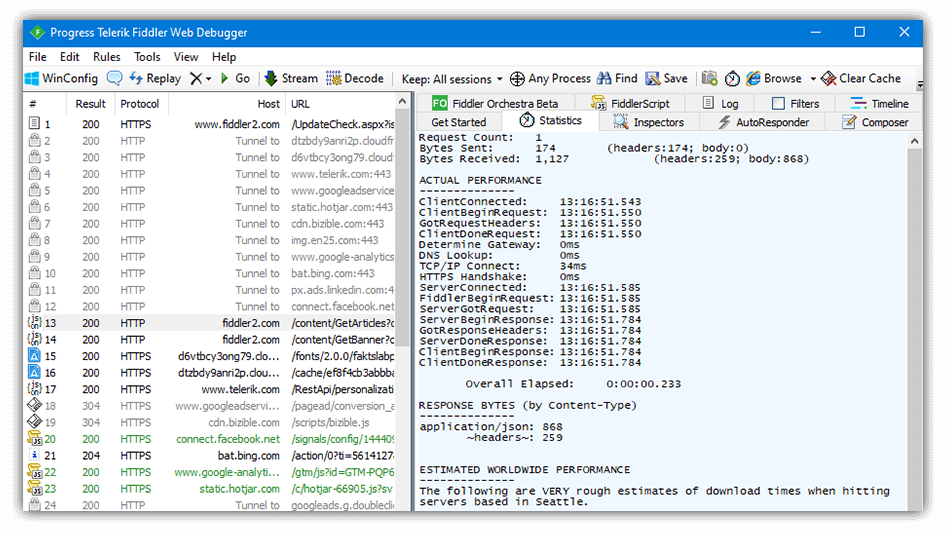 Progress Telerik Fiddler Web Debugger
File Edit Rules Tools View Help
WinConfig Replay Go Stream Decode Keep: All sessions Any Process Find Save Browse Clear Cache
# Result Protocol Host URL
1 200 HTTPS www.fiddler2.com /UpdateCheck.aspx?is
2 200 HTTP Tunnel to dtzbdy9anri2p.cloudfr
3 200 HTTP Tunnel to d6vtbcy3ong79.cloudf
4 200 HTTP Tunnel to www.telerik.com:443
5 200 HTTP Tunnel to www.googleadservice
6 200 HTTP Tunnel to static.hotjar.com:443
7 200 HTTP Tunnel to cdn.bizible.com:443
8 200 HTTP Tunnel to img.en25.com:443
9 200 HTTP Tunnel to www.google-analytics
10 200 HTTP Tunnel to bat.bing.com:443
11 200 HTTP Tunnel to px.ads.linkedin.com:4
12 200 HTTP Tunnel to connect.facebook.net
13 200 HTTP fiddler2.com /content/GetArticles?c
14 200 HTTP fiddler2.com /content/GetBanner?c
15 200 HTTPS d6vtbcy3ong79.clo... /fonts/2.0.0/faktslabp
16 200 HTTPS dtzbdy9anri2p.clou... /cache/ef8f4cb3abbba
17 200 HTTPS www.telerik.com /RestApi/personalizati
18 304 HTTPS www.googleadservi... /pagead/conversion_a
19 304 HTTPS cdn.bizible.com /scripts/bizible.js
20 200 HTTPS connect.facebook.net /signals/config/144409
21 204 HTTPS bat.bing.com /action/0?ti=5614127&
22 200 HTTPS www.google-analyti... /gtm/js?id=GTM-PQP6
23 200 HTTPS static.hotjar.com /c/hotjar-66905.js?sv
24 200 HTTP Tunnel to googleads.g.doublecli
FO Fiddler Orchestra Beta FiddlerScript Log Filters Timeline
Get Started Statistics Inspectors AutoResponder Composer
Request Count: 1
Bytes Sent: 174 (headers:174; body:0)
Bytes Received: 1,127 (headers:259; body:868)
ACTUAL PERFORMANCE
--------------
ClientConnected: 13:16:51.543
ClientBeginRequest: 13:16:51.550
GotRequestHeaders: 13:16:51.550
ClientDoneRequest: 13:16:51.550
Determine Gateway: 0ms
DNS Lookup: 0ms
TCP/IP Connect: 34ms
HTTPS Handshake: 0ms
ServerConnected: 13:16:51.585
FiddlerBeginRequest: 13:16:51.585
ServerGotRequest: 13:16:51.585
ServerBeginResponse: 13:16:51.784
GotResponseHeaders: 13:16:51.784
ServerDoneResponse: 13:16:51.784
ClientBeginResponse: 13:16:51.784
ClientDoneResponse: 13:16:51.784
Overall Elapsed: 0:00:00.233
RESPONSE BYTES (by Content-Type)
--------------
application/json: 868
~headers~: 259
ESTIMATED WORLDWIDE PERFORMANCE
--------------
The following are VERY rough estimates of download times when hitting
servers based in Seattle.